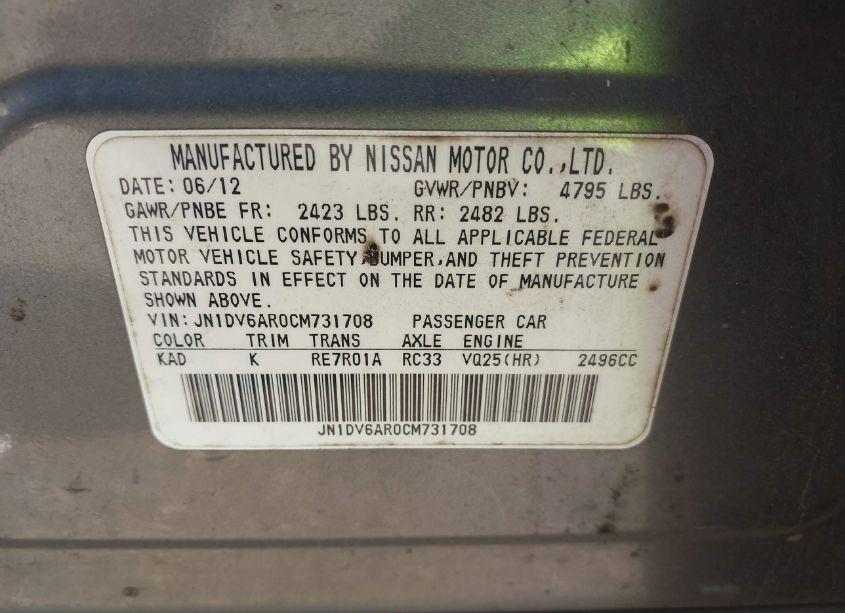 MANUFACTURED BY NISSAN MOTOR CO.,LTD.
DATE: 06/12 GVWR/PNBV: 4795 LBS.
GAWR/PNBE FR: 2423 LBS. RR: 2482 LBS.
THIS VEHICLE CONFORMS TO ALL APPLICABLE FEDERAL
MOTOR VEHICLE SAFETY,BUMPER,AND THEFT PREVENTION
STANDARDS IN EFFECT ON THE DATE OF MANUFACTURE
SHOWN ABOVE.
VIN: JN1DV6AR0CM731708 PASSENGER CAR
COLOR TRIM TRANS AXLE ENGINE
KAD K RE7R01A RC33 VQ25(HR) 2496CC
JN1DV6AR0CM731708